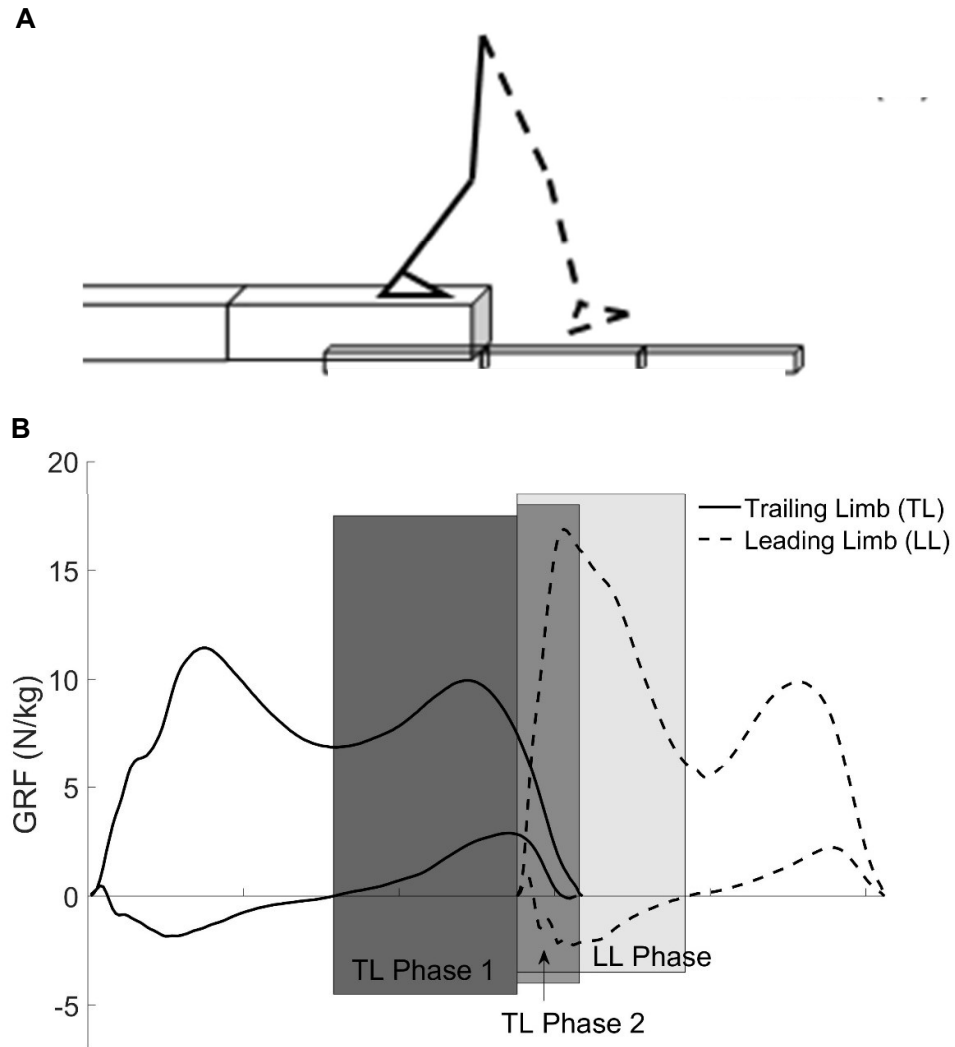 A
B
20
Trailing Limb (TL)
Leading Limb (LL)
15
10
5
0
-5
GRF (N/kg)
TL Phase 1
LL Phase
TL Phase 2